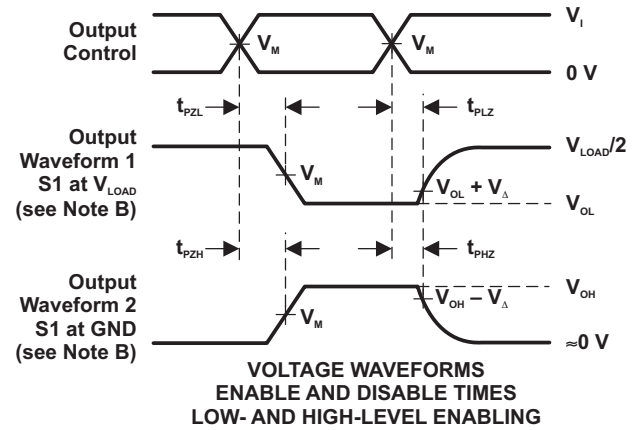 Output
Control
V_M
V_M
V_I
0 V
t_PZL
t_PLZ
Output
Waveform 1
S1 at V_LOAD
(see Note B)
V_M
V_OL + V_Δ
V_LOAD/2
V_OL
t_PZH
t_PHZ
Output
Waveform 2
S1 at GND
(see Note B)
V_M
V_OH − V_Δ
V_OH
≈0 V
VOLTAGE WAVEFORMS
ENABLE AND DISABLE TIMES
LOW- AND HIGH-LEVEL ENABLING